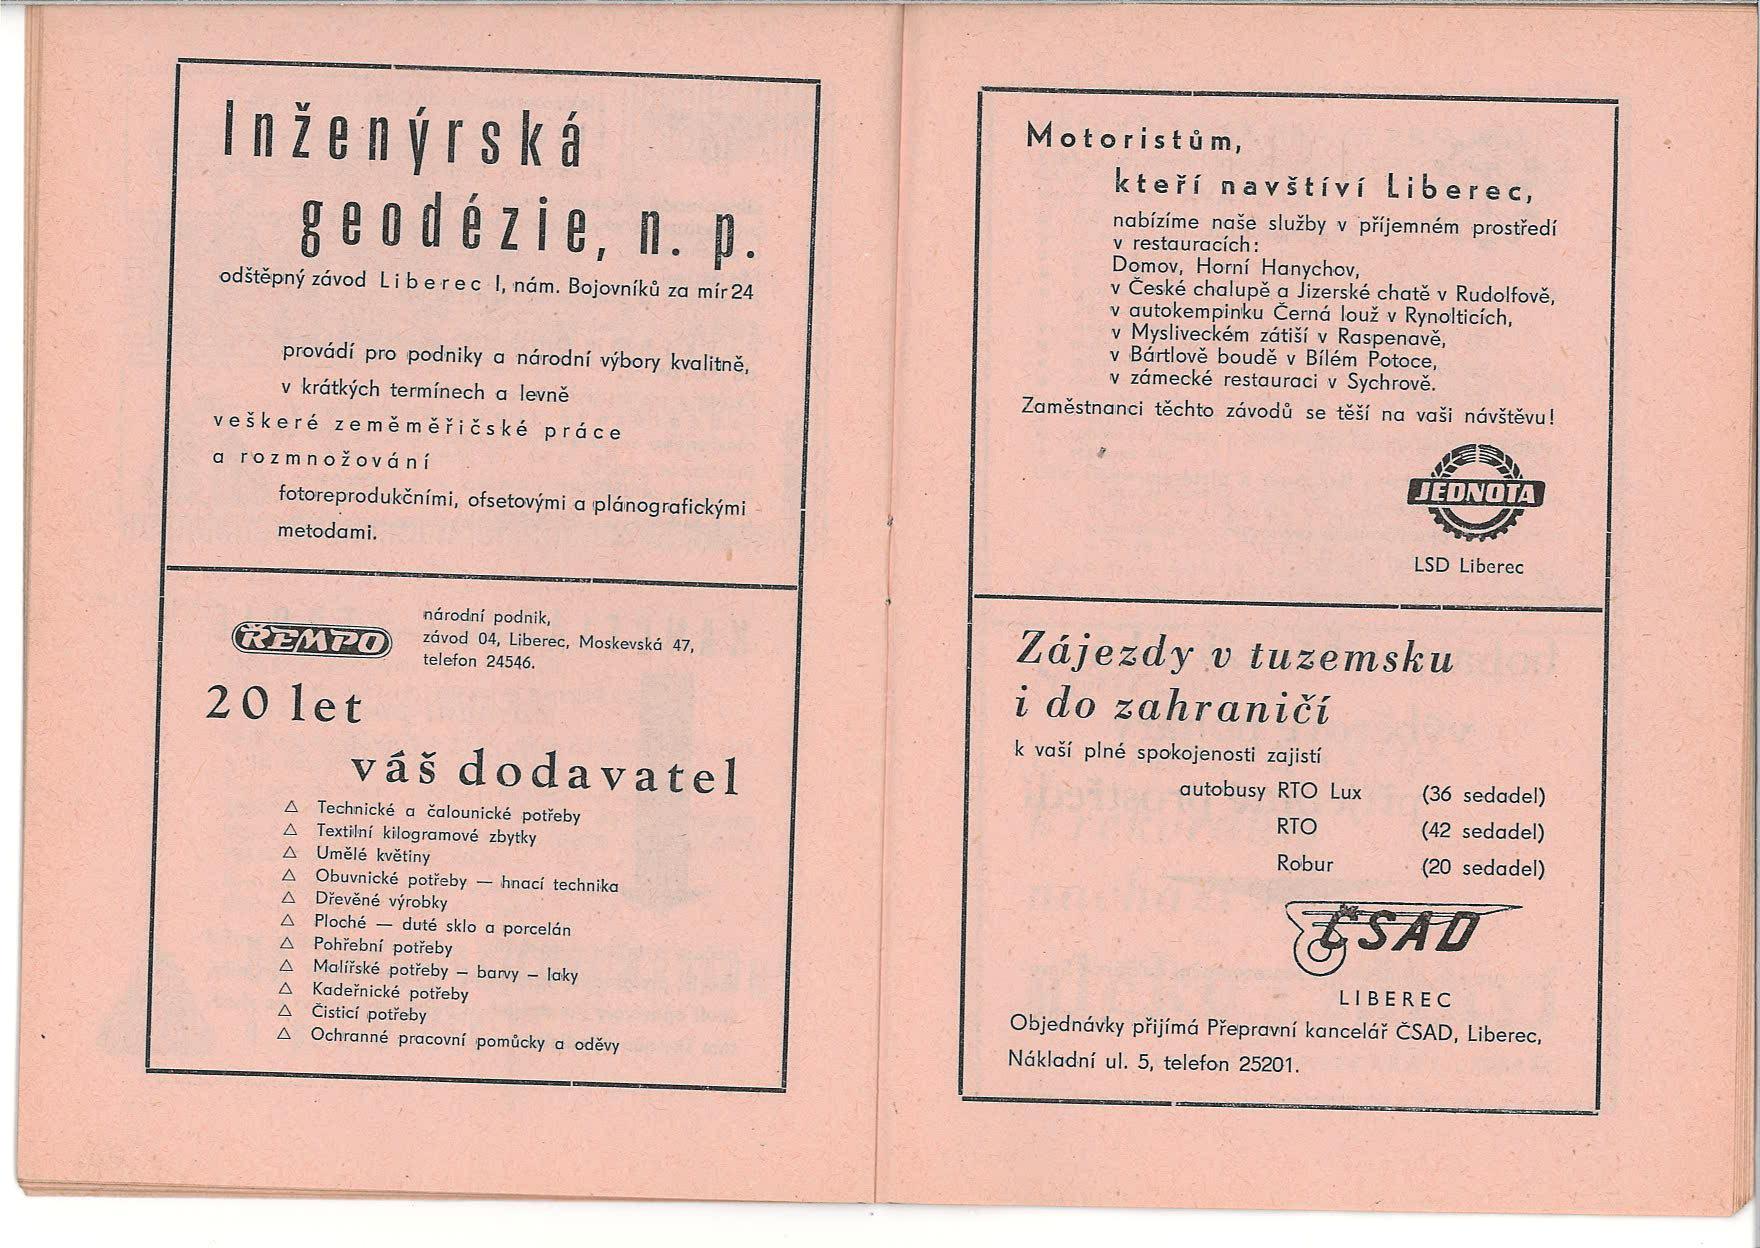 Inženýrská
geodézie, n. p.
odštěpný závod Liberec I, nám. Bojovníků za mír 24
provádí pro podniky a národní výbory kvalitně,
v krátkých termínech a levně
veškeré zeměměřičské práce
a rozmnožování
fotoreprodukčními, ofsetovými a plánografickými
metodami.
ŘEMPO
národní podnik,
závod 04, Liberec, Moskevská 47,
telefon 24546.
20 let
váš dodavatel
△ Technické a čalounické potřeby
△ Textilní kilogramové zbytky
△ Umělé květiny
△ Obuvnické potřeby — hnací technika
△ Dřevěné výrobky
△ Ploché — duté sklo a porcelán
△ Pohřební potřeby
△ Malířské potřeby – barvy – laky
△ Kadeřnické potřeby
△ Čisticí potřeby
△ Ochranné pracovní pomůcky a oděvy
Motoristům,
kteří navštíví Liberec,
nabízíme naše služby v příjemném prostředí
v restauracích:
Domov, Horní Hanychov,
v České chalupě a Jizerské chatě v Rudolfově,
v autokempinku Černá louž v Rynolticích,
v Mysliveckém zátiší v Raspenavě,
v Bártlově boudě v Bílém Potoce,
v zámecké restauraci v Sychrově.
Zaměstnanci těchto závodů se těší na vaši návštěvu!
JEDNOTA
LSD Liberec
Zájezdy v tuzemsku
i do zahraničí
k vaší plné spokojenosti zajistí
autobusy RTO Lux (36 sedadel)
RTO (42 sedadel)
Robur (20 sedadel)
ČSAD
LIBEREC
Objednávky přijímá Přepravní kancelář ČSAD, Liberec,
Nákladní ul. 5, telefon 25201.